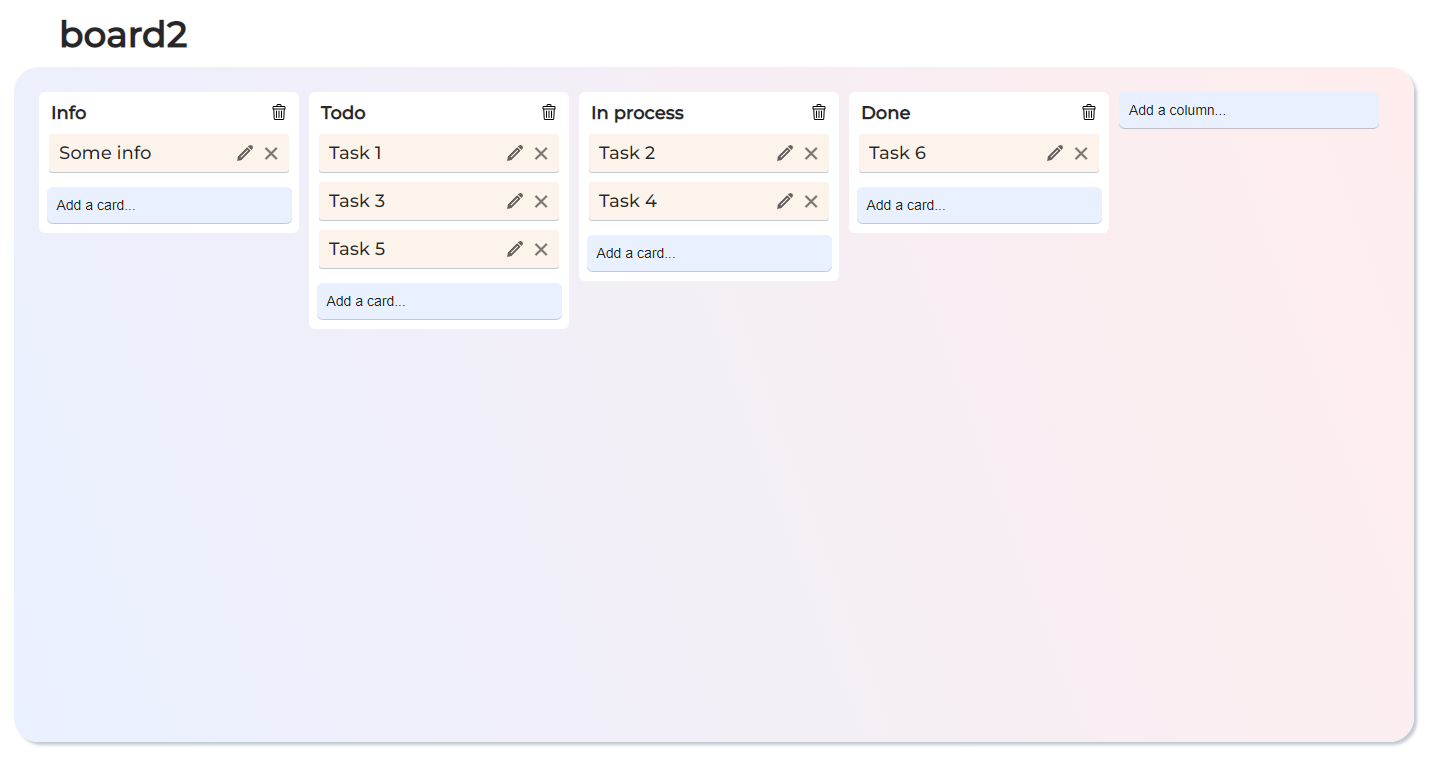 board2
Info
Some info
Add a card...
Todo
Task 1
Task 3
Task 5
Add a card...
In process
Task 2
Task 4
Add a card...
Done
Task 6
Add a card...
Add a column...